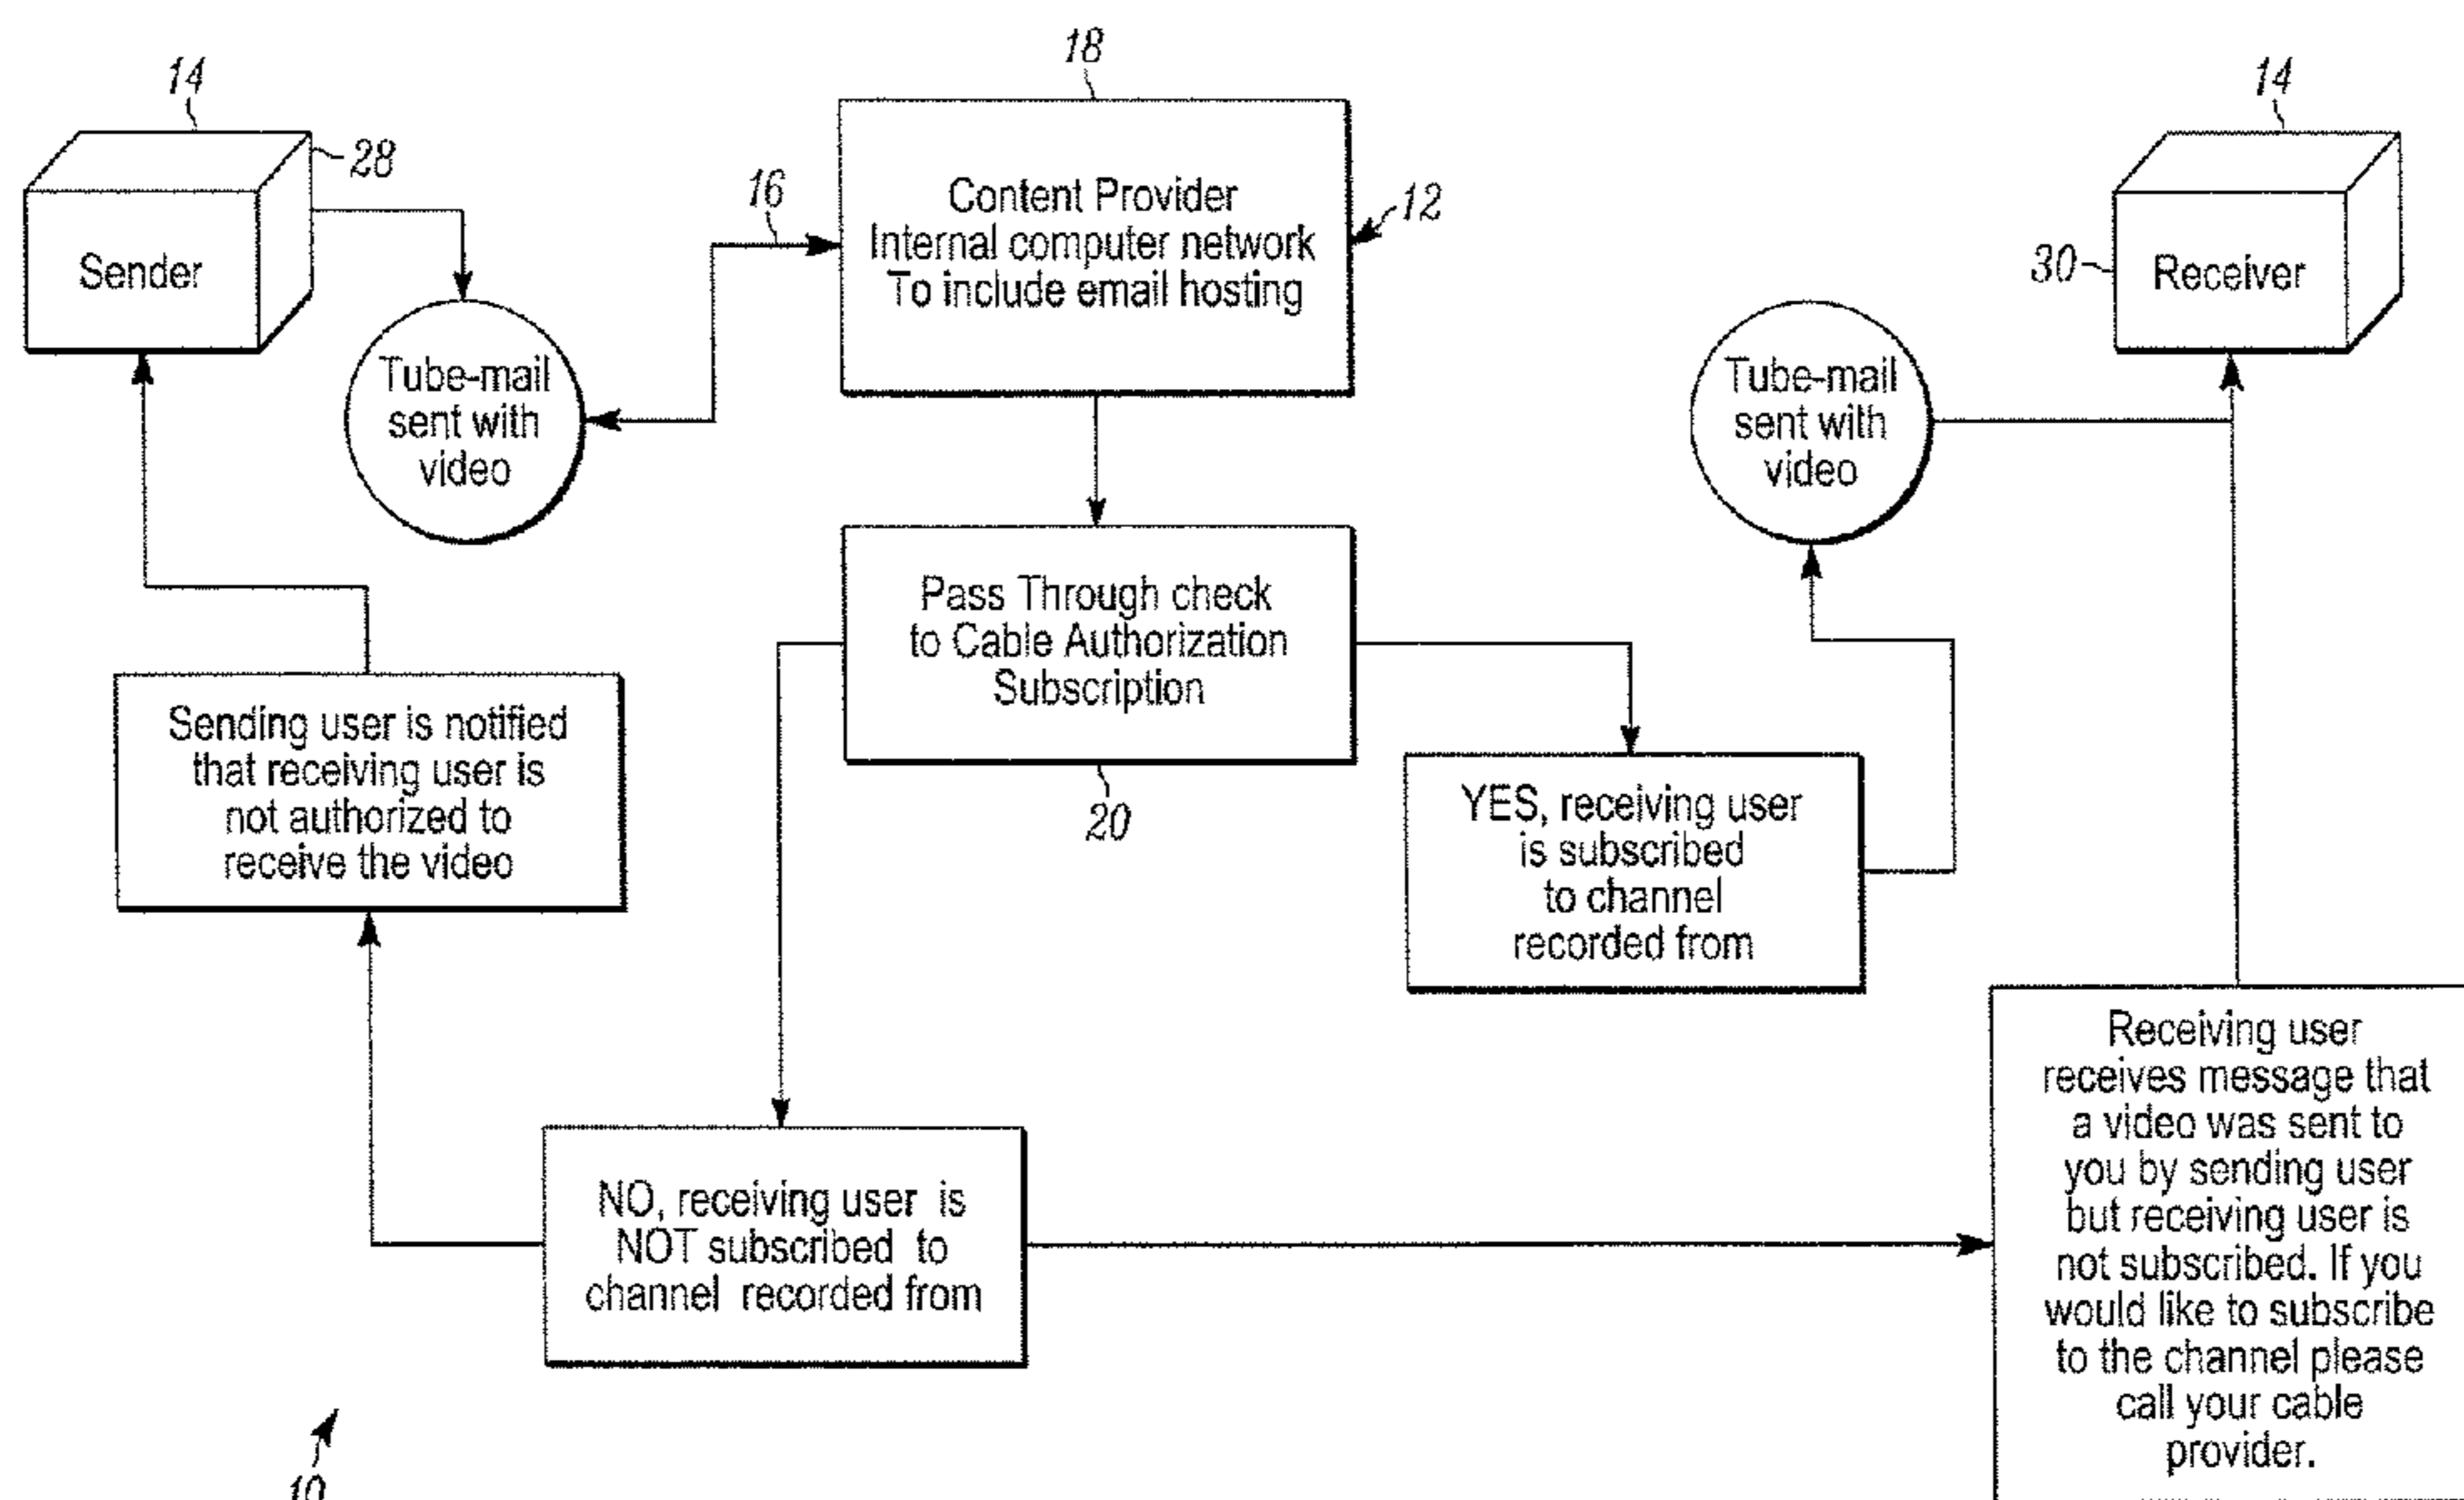 14
28
Sender
Tube-mail
sent with
video
16
18
Content Provider
Internal computer network
To include email hosting
12
14
30
Receiver
Tube-mail
sent with
video
Pass Through check
to Cable Authorization
Subscription
20
Sending user is notified
that receiving user is
not authorized to
receive the video
YES, receiving user
is subscribed
to channel
recorded from
NO, receiving user is
NOT subscribed to
channel recorded from
Receiving user
receives message that
a video was sent to
you by sending user
but receiving user is
not subscribed. If you
would like to subscribe
to the channel please
call your cable
provider.
10